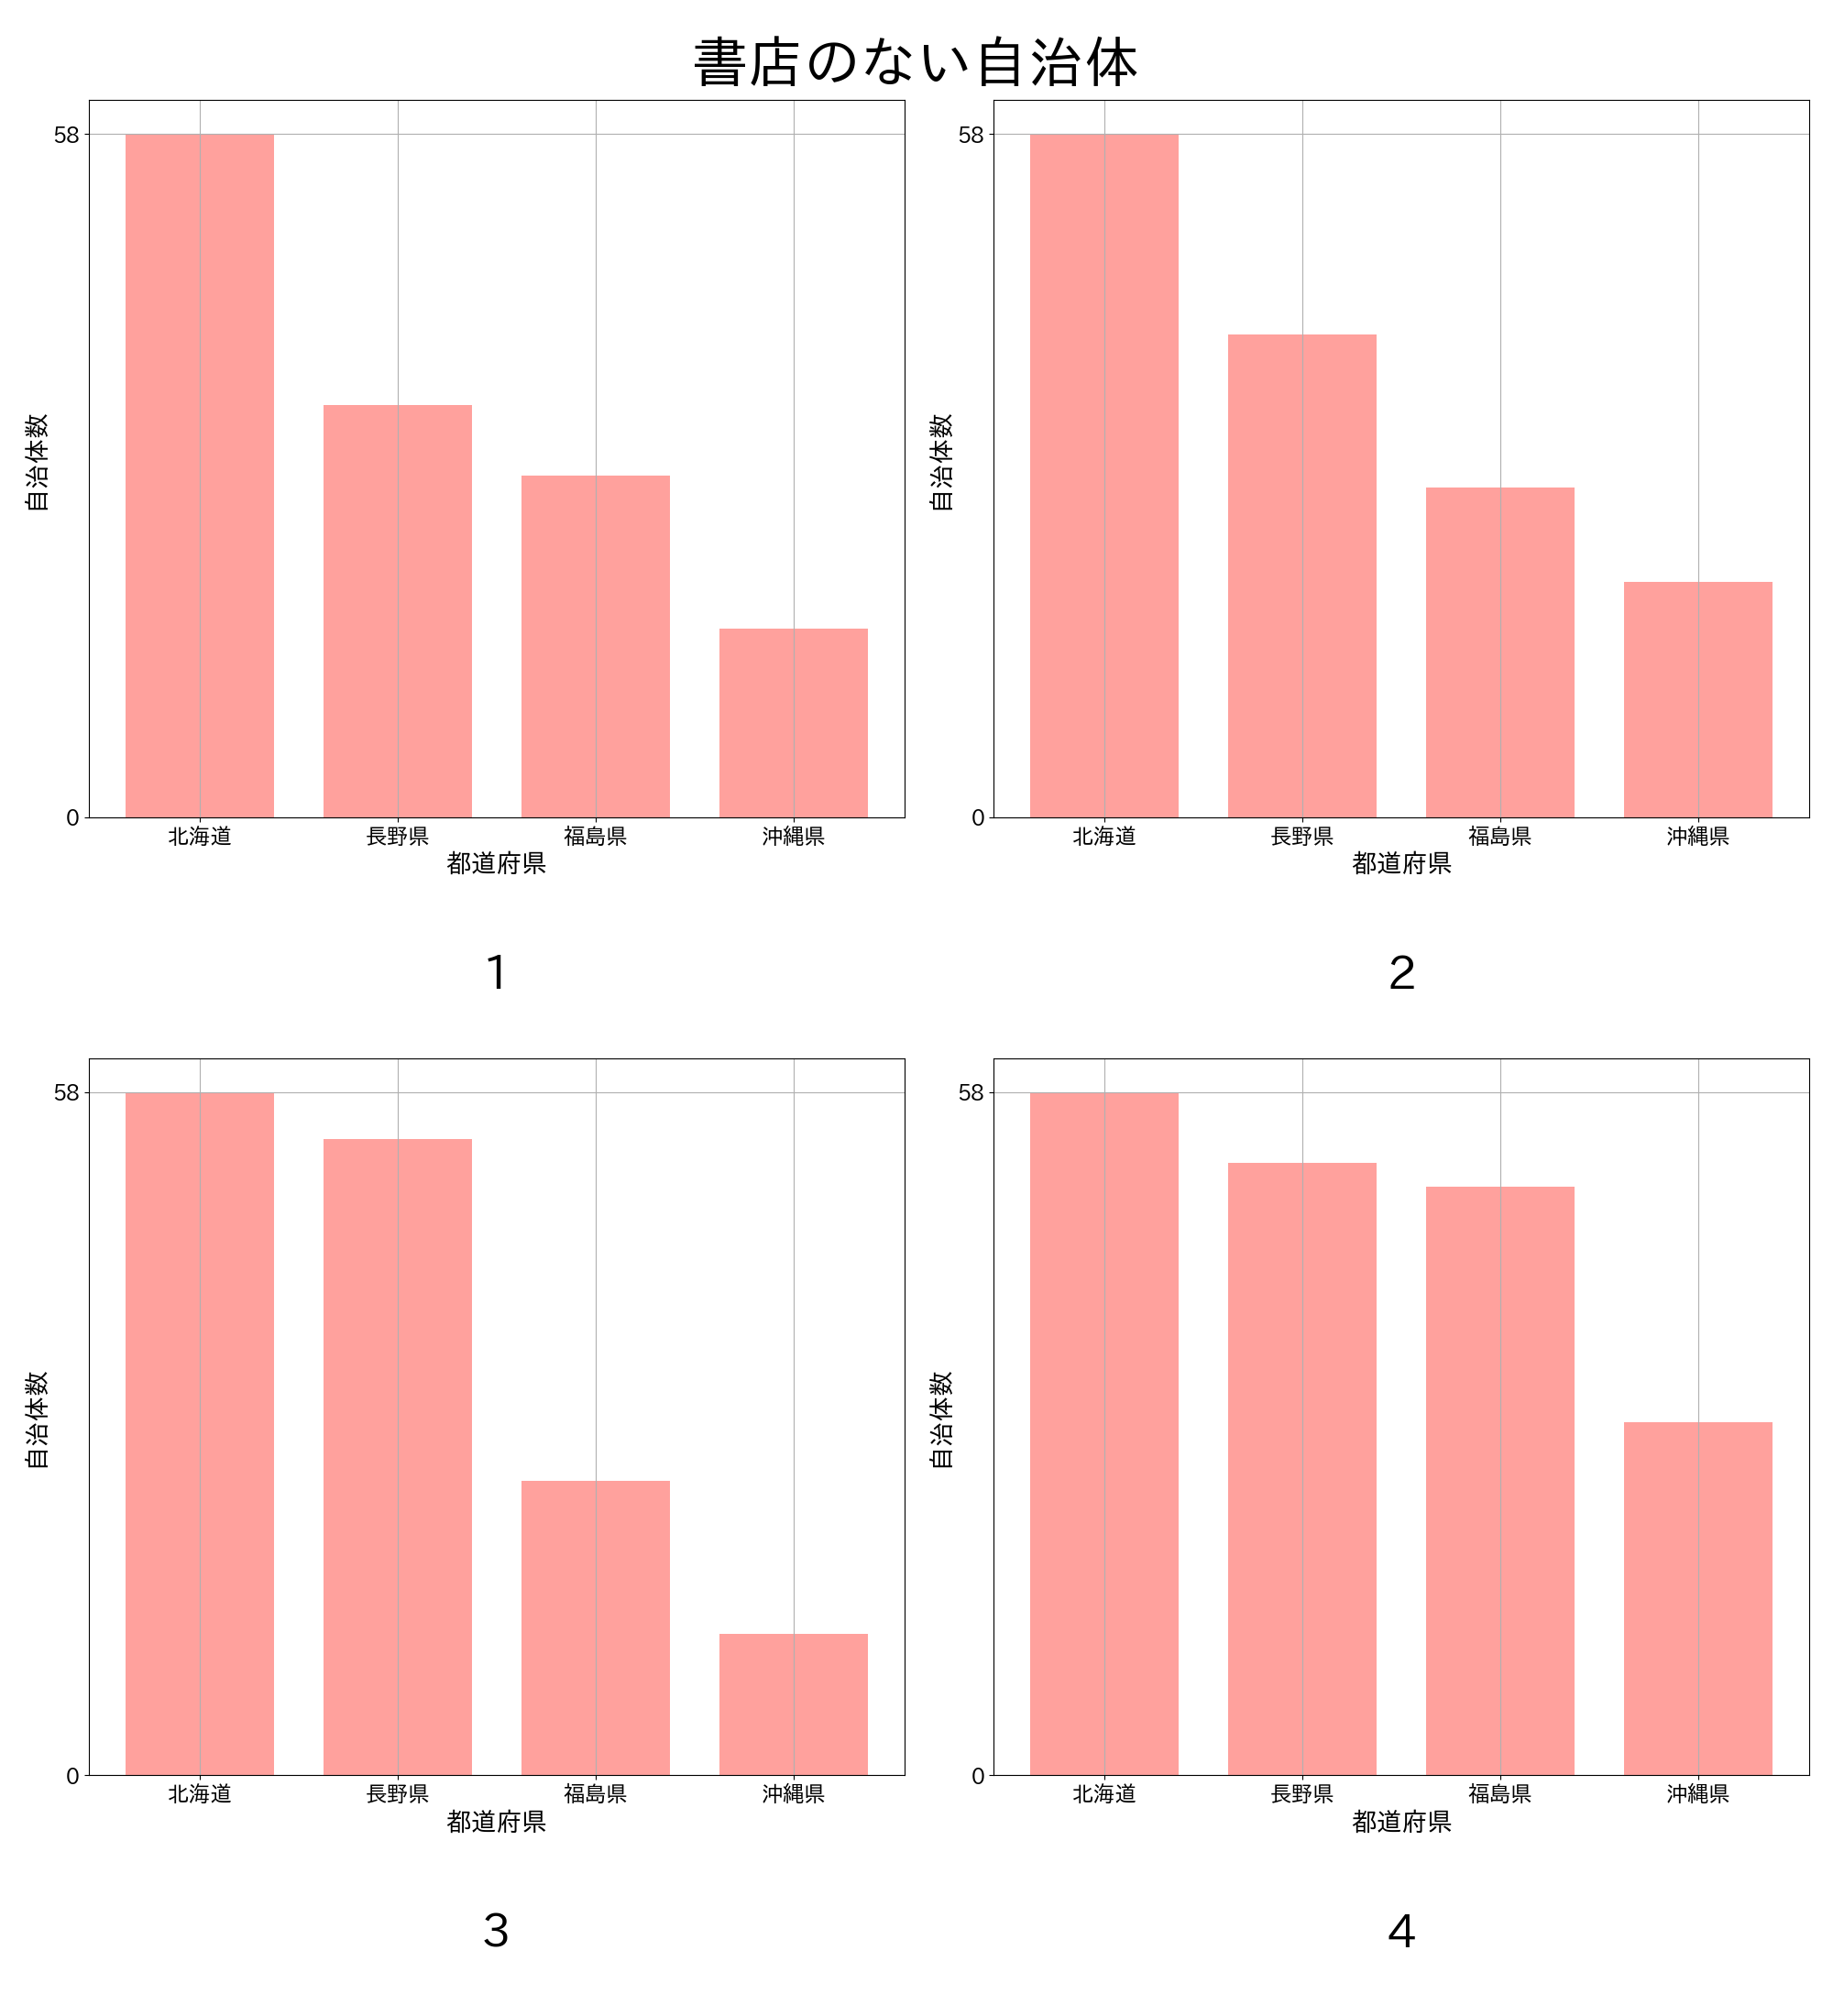 書店のない自治体
58
0
自治体数
北海道 長野県 福島県 沖縄県
都道府県
1
58
0
自治体数
北海道 長野県 福島県 沖縄県
都道府県
2
58
0
自治体数
北海道 長野県 福島県 沖縄県
都道府県
3
58
0
自治体数
北海道 長野県 福島県 沖縄県
都道府県
4